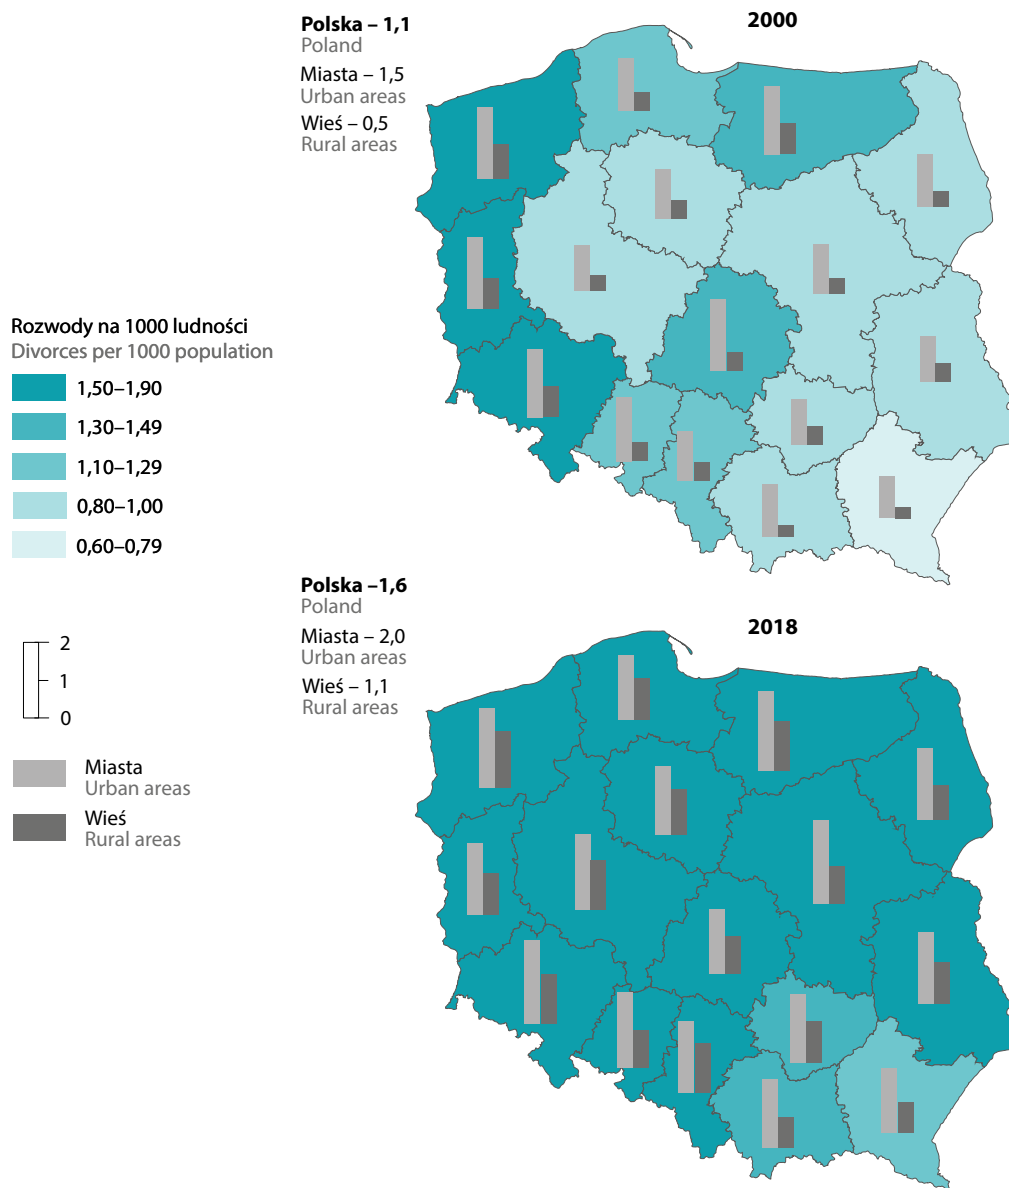 Polska – 1,1
Poland
Miasta – 1,5
Urban areas
Wieś – 0,5
Rural areas
2000
Rozwody na 1000 ludności
Divorces per 1000 population
1,50–1,90
1,30–1,49
1,10–1,29
0,80–1,00
0,60–0,79
Polska –1,6
Poland
Miasta – 2,0
Urban areas
Wieś – 1,1
Rural areas
2018
2
1
0
Miasta
Urban areas
Wieś
Rural areas